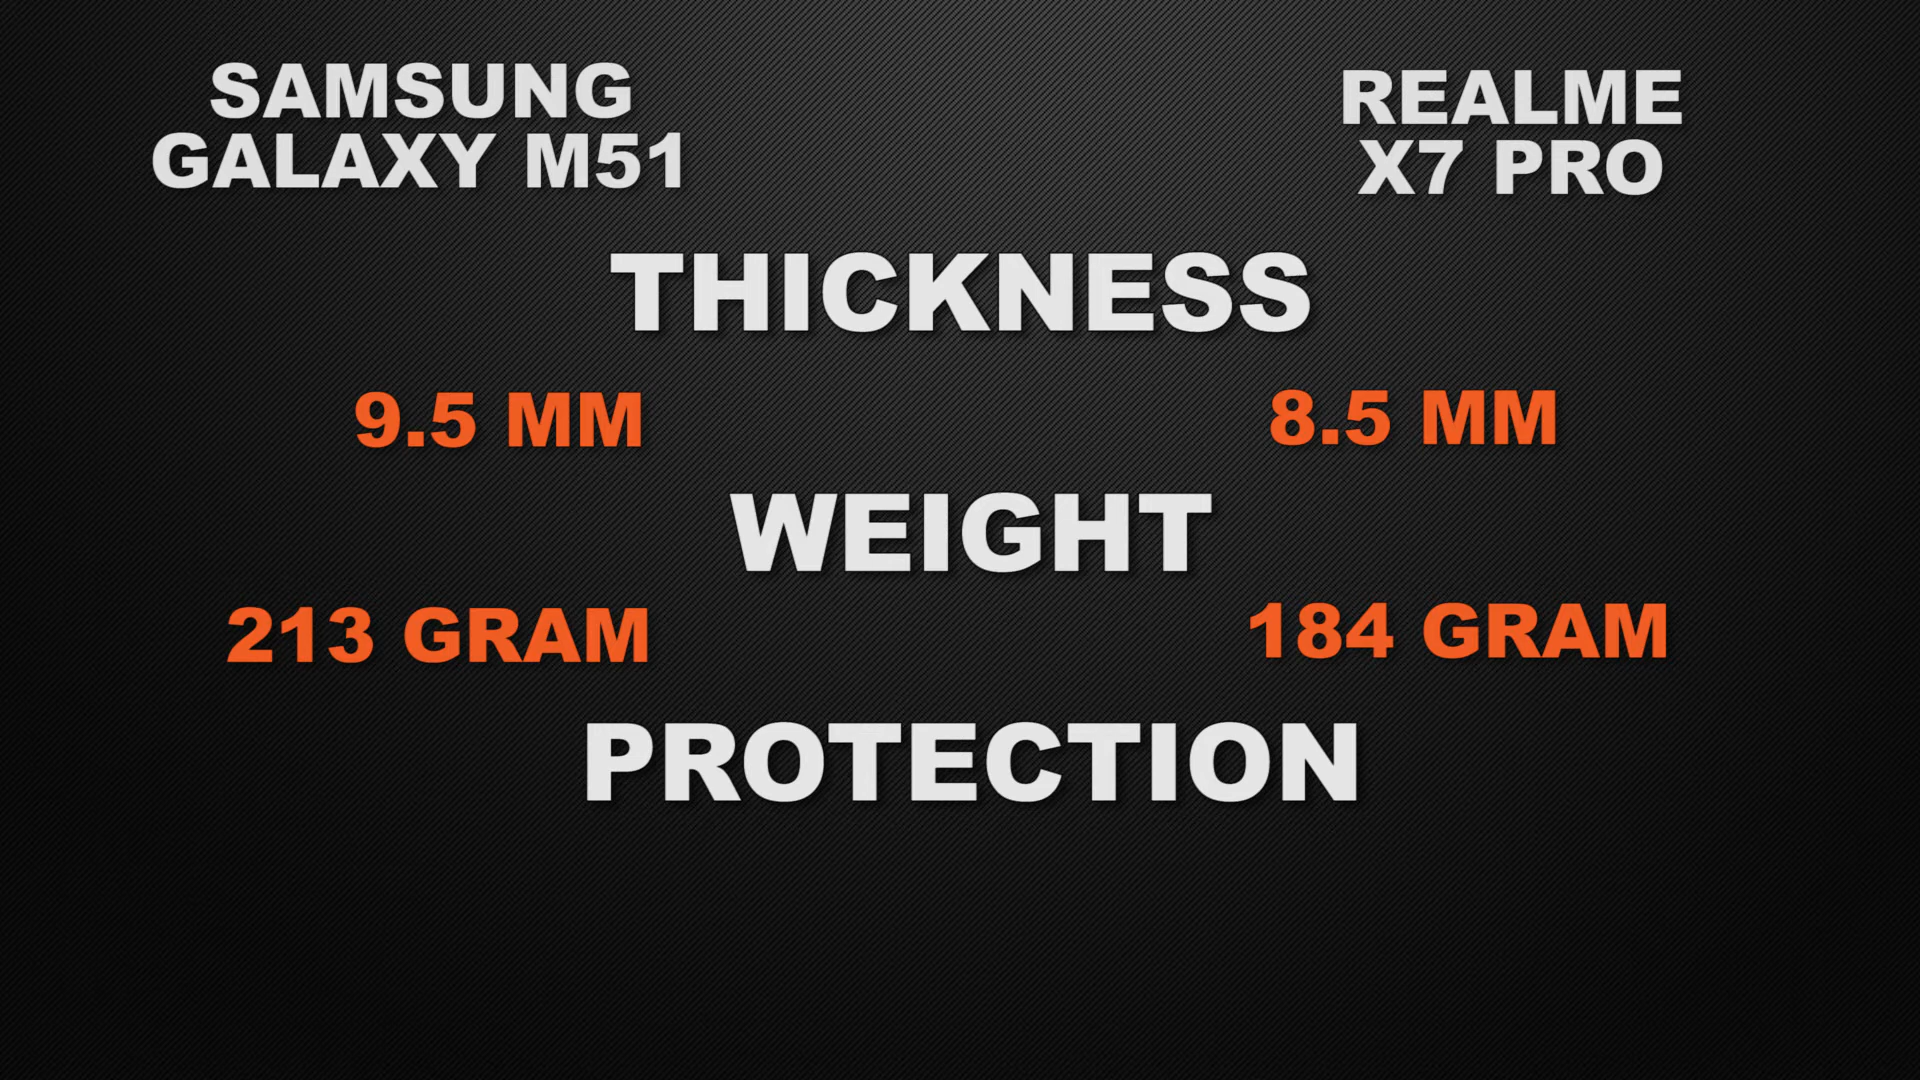 SAMSUNG
GALAXY M51
REALME
X7 PRO
THICKNESS
9.5 MM
8.5 MM
WEIGHT
213 GRAM
184 GRAM
PROTECTION